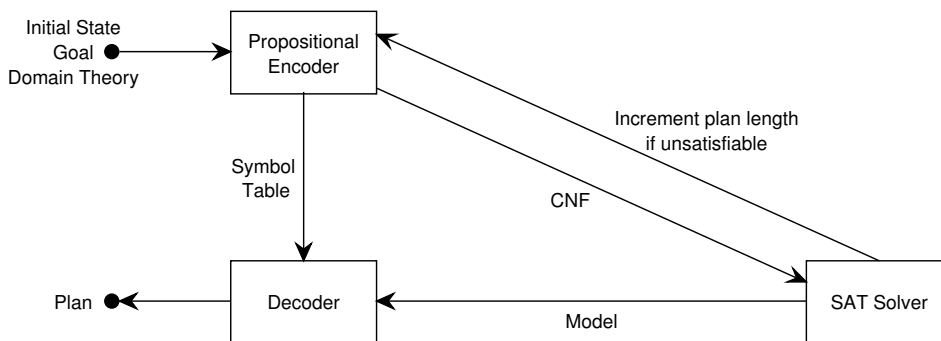 Initial State
Goal
Domain Theory
Propositional
Encoder
Increment plan length
if unsatisfiable
Symbol
Table
CNF
Plan
Decoder
Model
SAT Solver